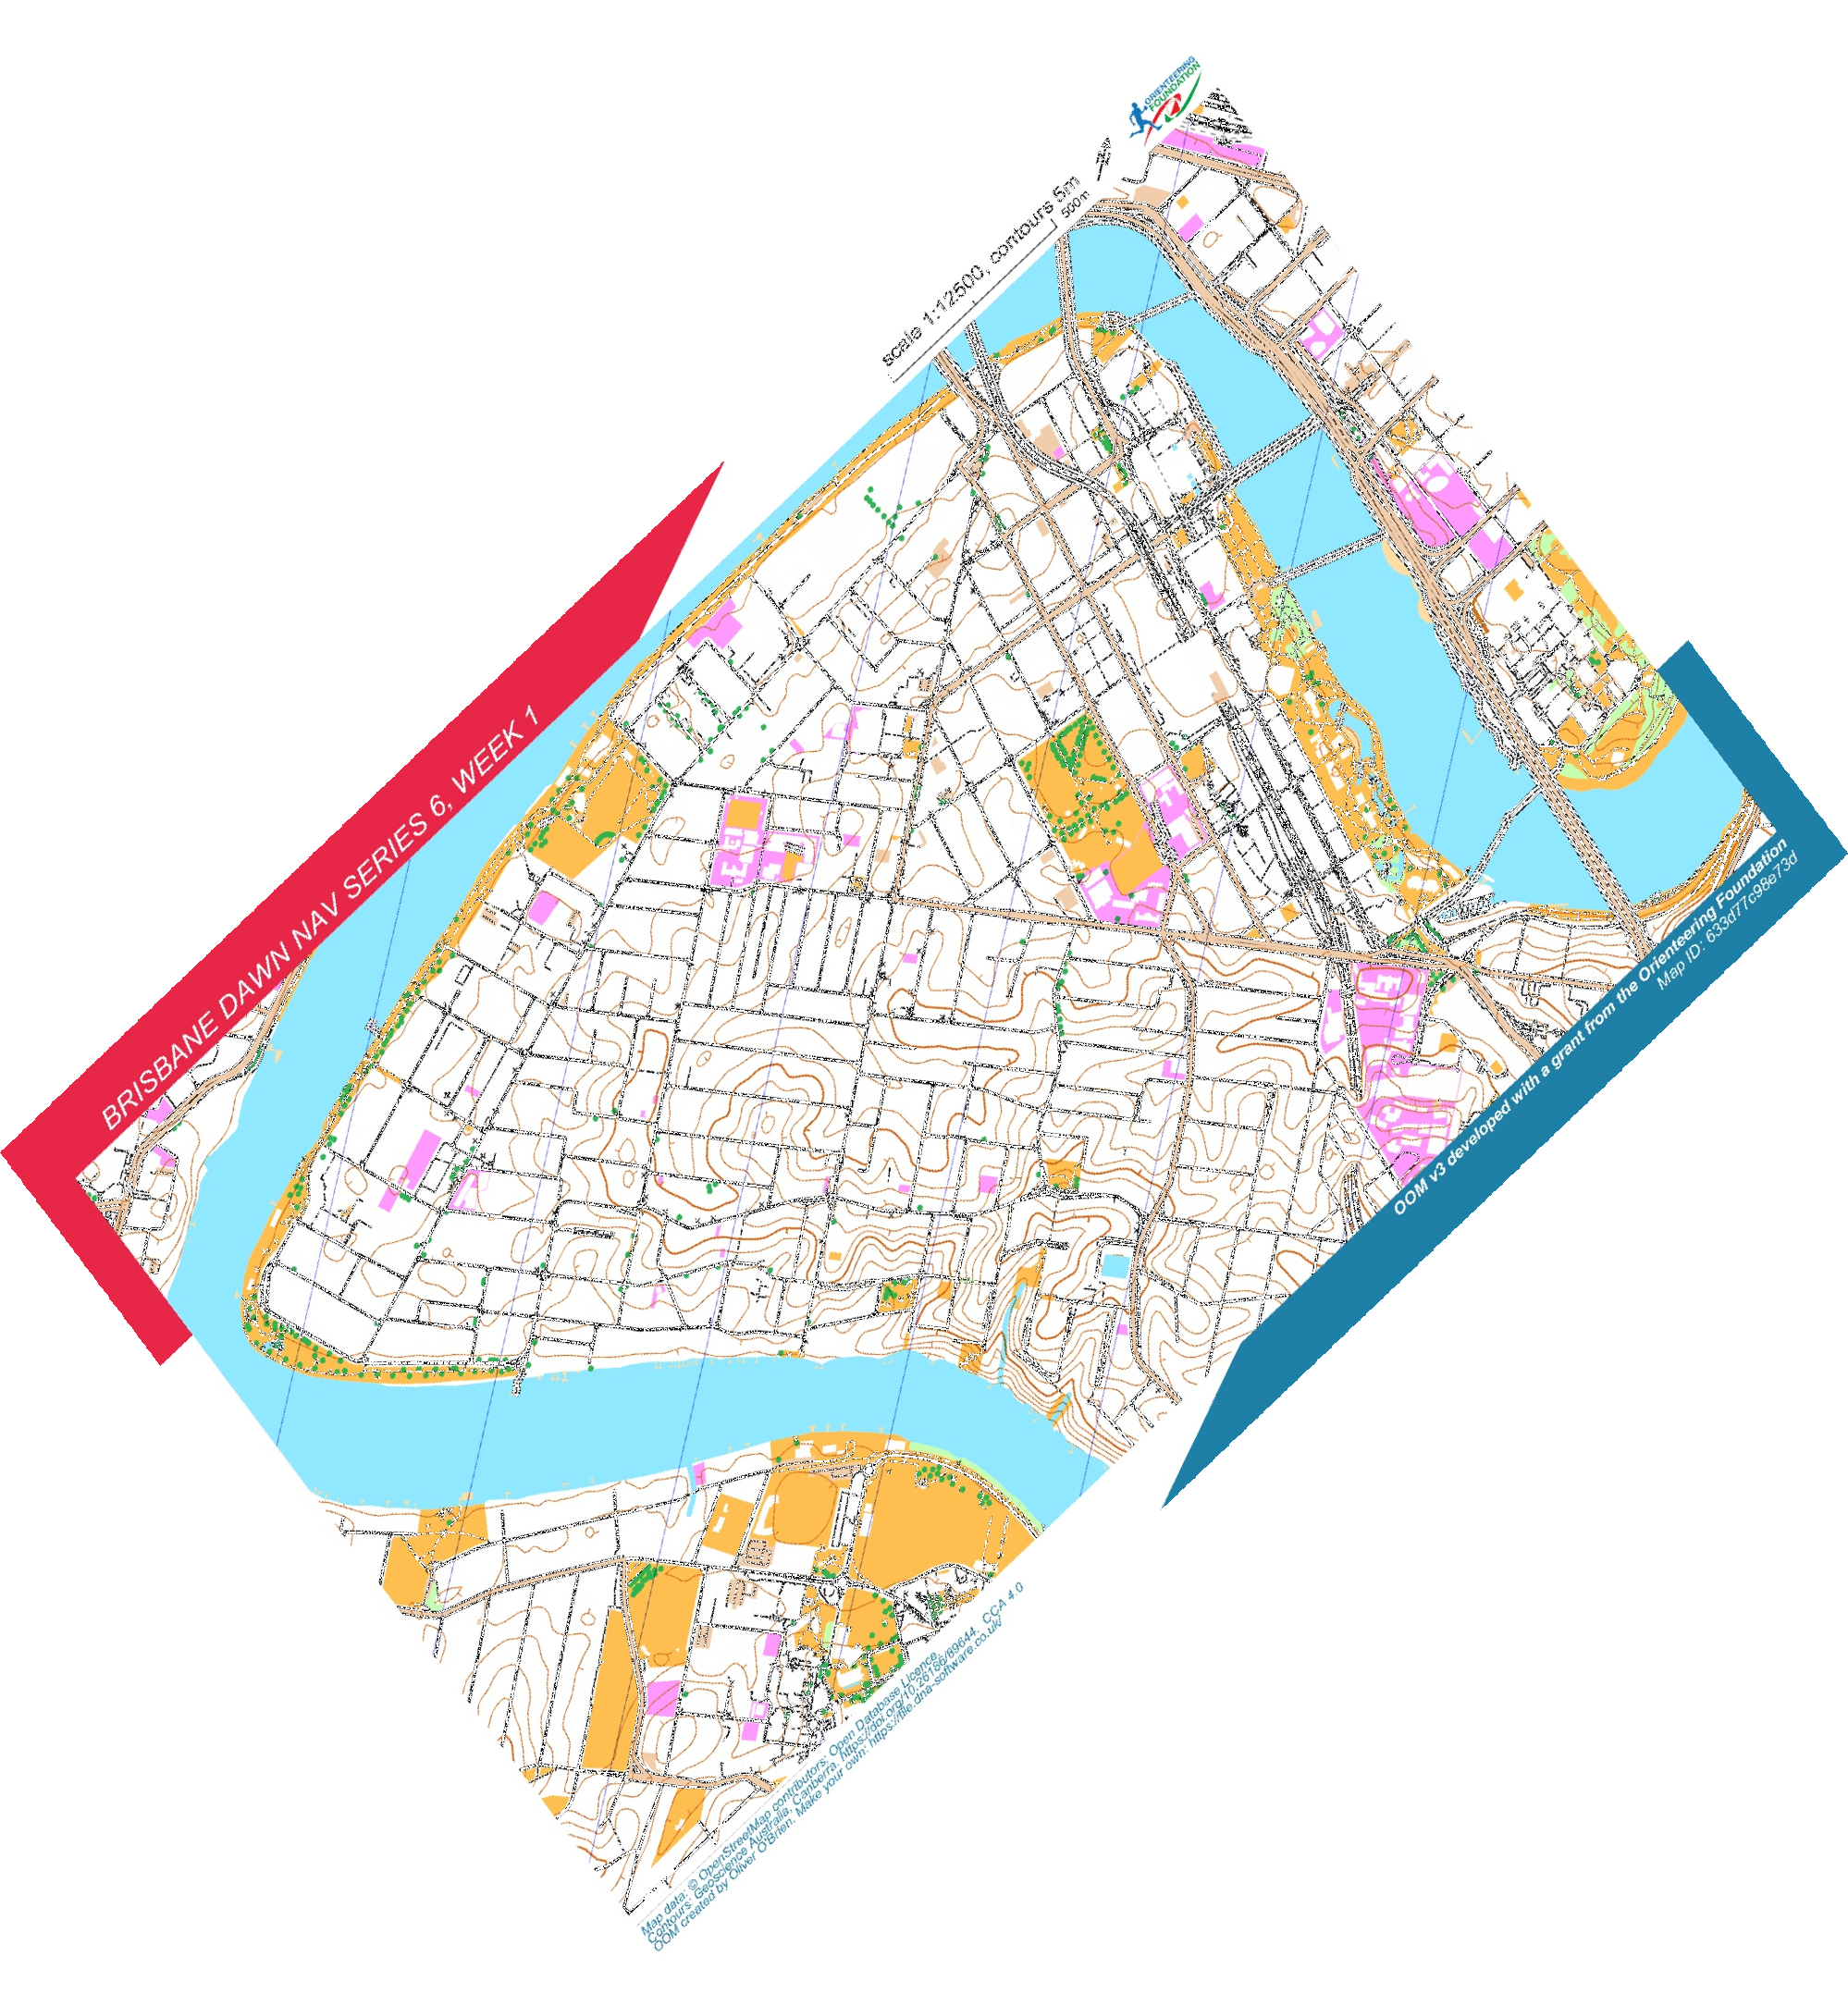 ORIENTEERING
FOUNDATION
scale 1:12500, contours 5m
500m
BRISBANE DAWN NAV SERIES 6, WEEK 1
OOM v3 developed with a grant from the Orienteering Foundation
Map ID: 633d77c98e73d
Map data: © OpenStreetMap contributors: Open Database Licence.
Contours: Geoscience Australia, Canberra. https://doi.org/10.26186/89644. CCA 4.0
OOM created by Oliver O'Brien. Make your own: https://file.dna-software.co.uk/